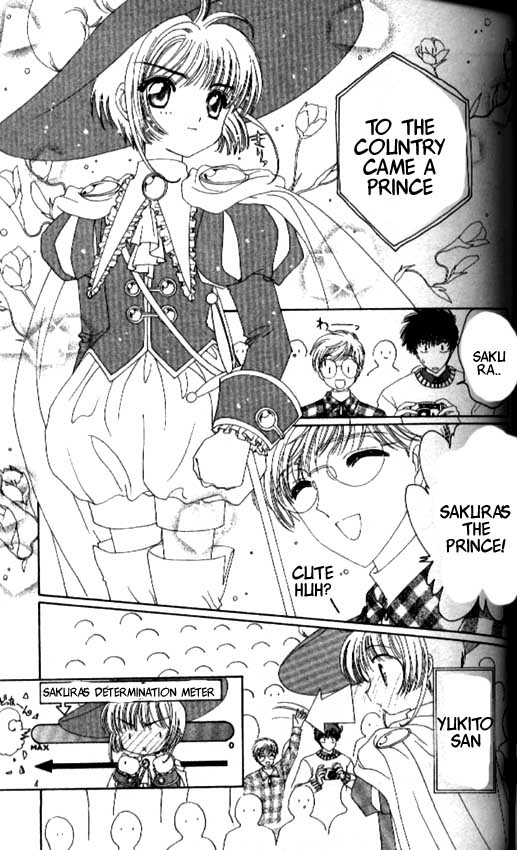 TO THE
COUNTRY
CAME A
PRINCE
SAKU
RA..
SAKURAS
THE
PRINCE!
CUTE
HUH?
YUKITO
SAN
SAKURAS DETERMINATION METER
MAX
0